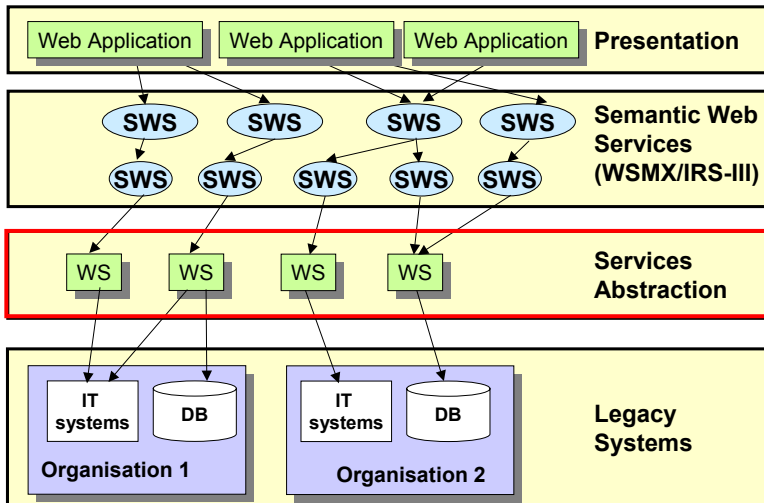 Web Application
Web Application
Web Application
Presentation
SWS
SWS
SWS
SWS
SWS
SWS
SWS
SWS
SWS
Semantic Web
Services
(WSMX/IRS-III)
WS
WS
WS
WS
Services
Abstraction
IT
systems
DB
Organisation 1
IT
systems
DB
Organisation 2
Legacy
Systems